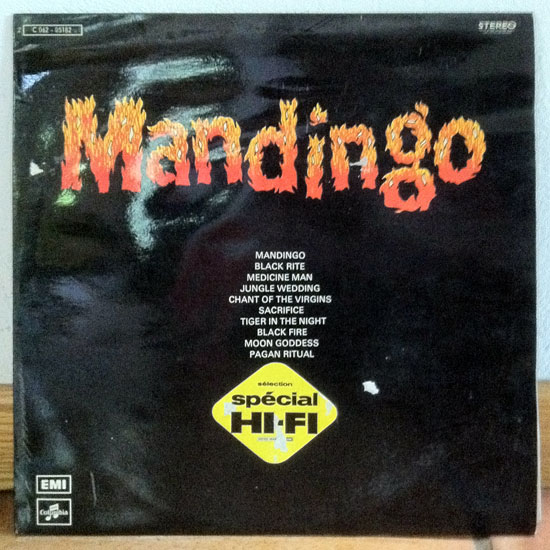 2 C 062 - 05182
STEREO
Mandingo
MANDINGO
BLACK RITE
MEDICINE MAN
JUNGLE WEDDING
CHANT OF THE VIRGINS
SACRIFICE
TIGER IN THE NIGHT
BLACK FIRE
MOON GODDESS
PAGAN RITUAL
sélection
spécial
HI-FI
EMI
Columbia